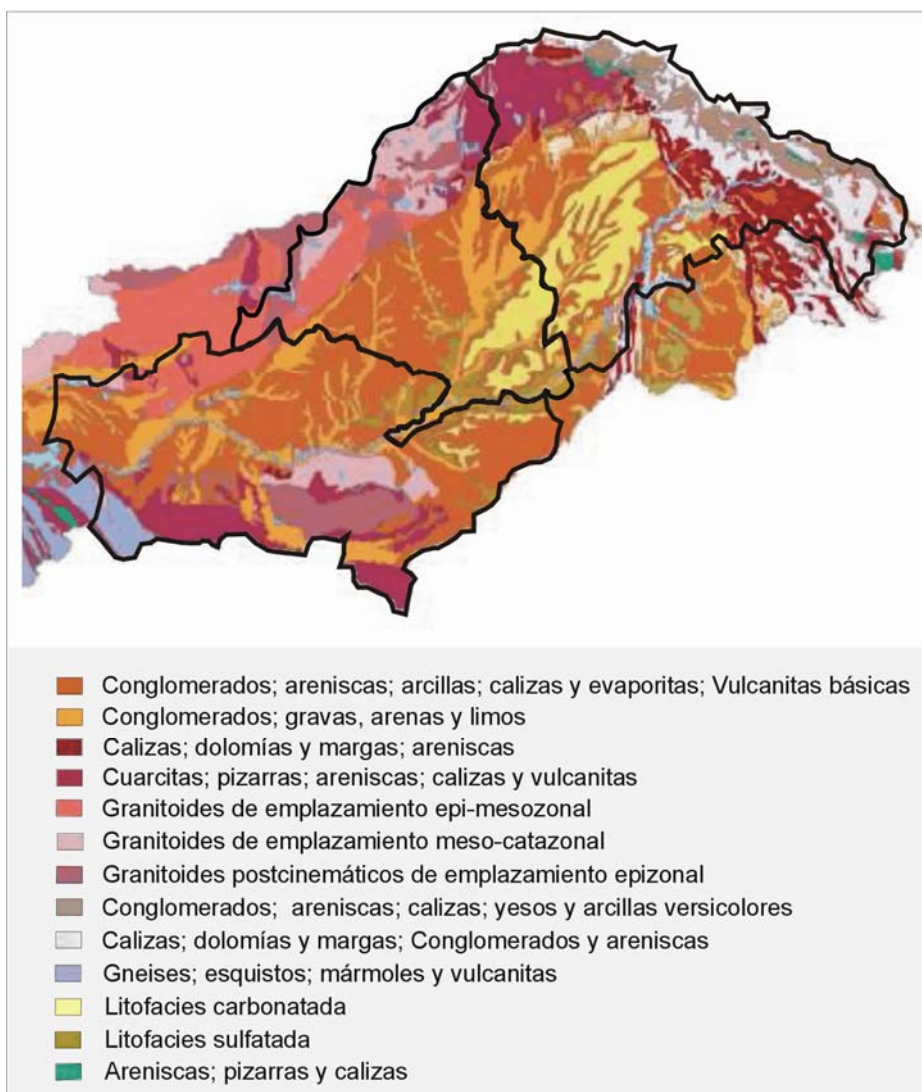 Conglomerados; areniscas; arcillas; calizas y evaporitas; Vulcanitas básicas
Conglomerados; gravas, arenas y limos
Calizas; dolomías y margas; areniscas
Cuarcitas; pizarras; areniscas; calizas y vulcanitas
Granitoides de emplazamiento epi-mesozonal
Granitoides de emplazamiento meso-catazonal
Granitoides postcinemáticos de emplazamiento epizonal
Conglomerados; areniscas; calizas; yesos y arcillas versicolores
Calizas; dolomías y margas; Conglomerados y areniscas
Gneises; esquistos; mármoles y vulcanitas
Litofacies carbonatada
Litofacies sulfatada
Areniscas; pizarras y calizas